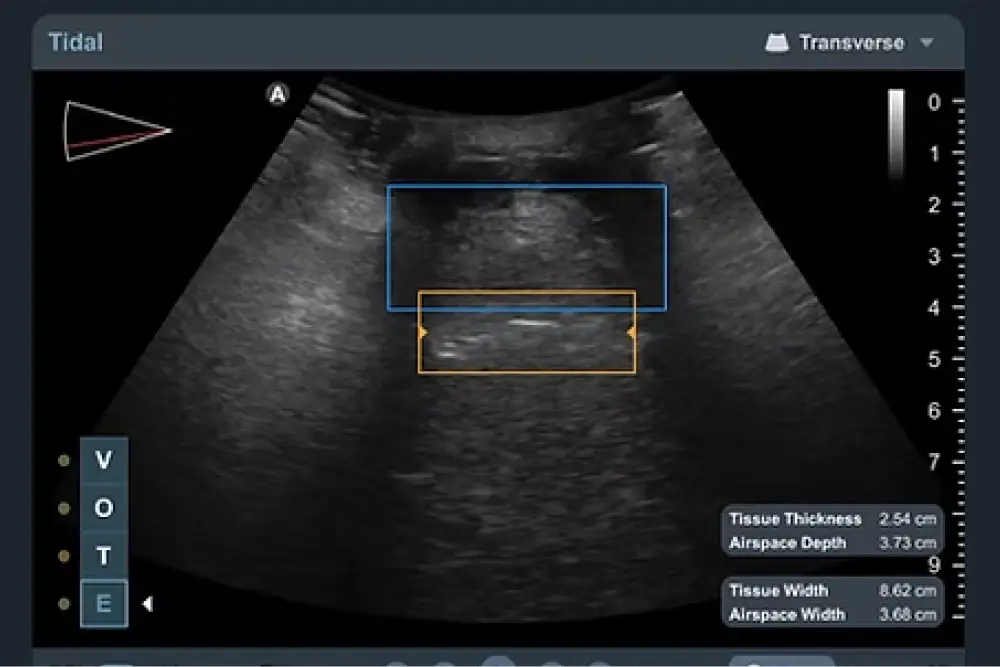 Tidal
Transverse
A
0
1
2
3
4
5
6
7
9
V
O
T
E
Tissue Thickness 2.54 cm
Airspace Depth 3.73 cm
Tissue Width 8.62 cm
Airspace Width 3.68 cm